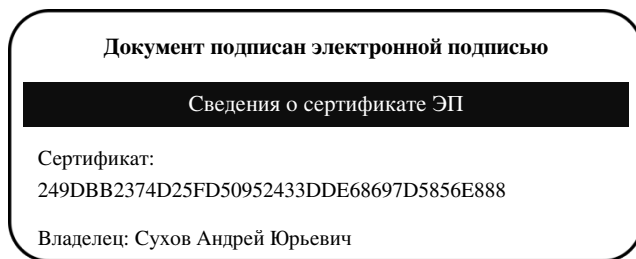 Документ подписан электронной подписью
Сведения о сертификате ЭП
Сертификат:
249DBB2374D25FD50952433DDE68697D5856E888
Владелец: Сухов Андрей Юрьевич